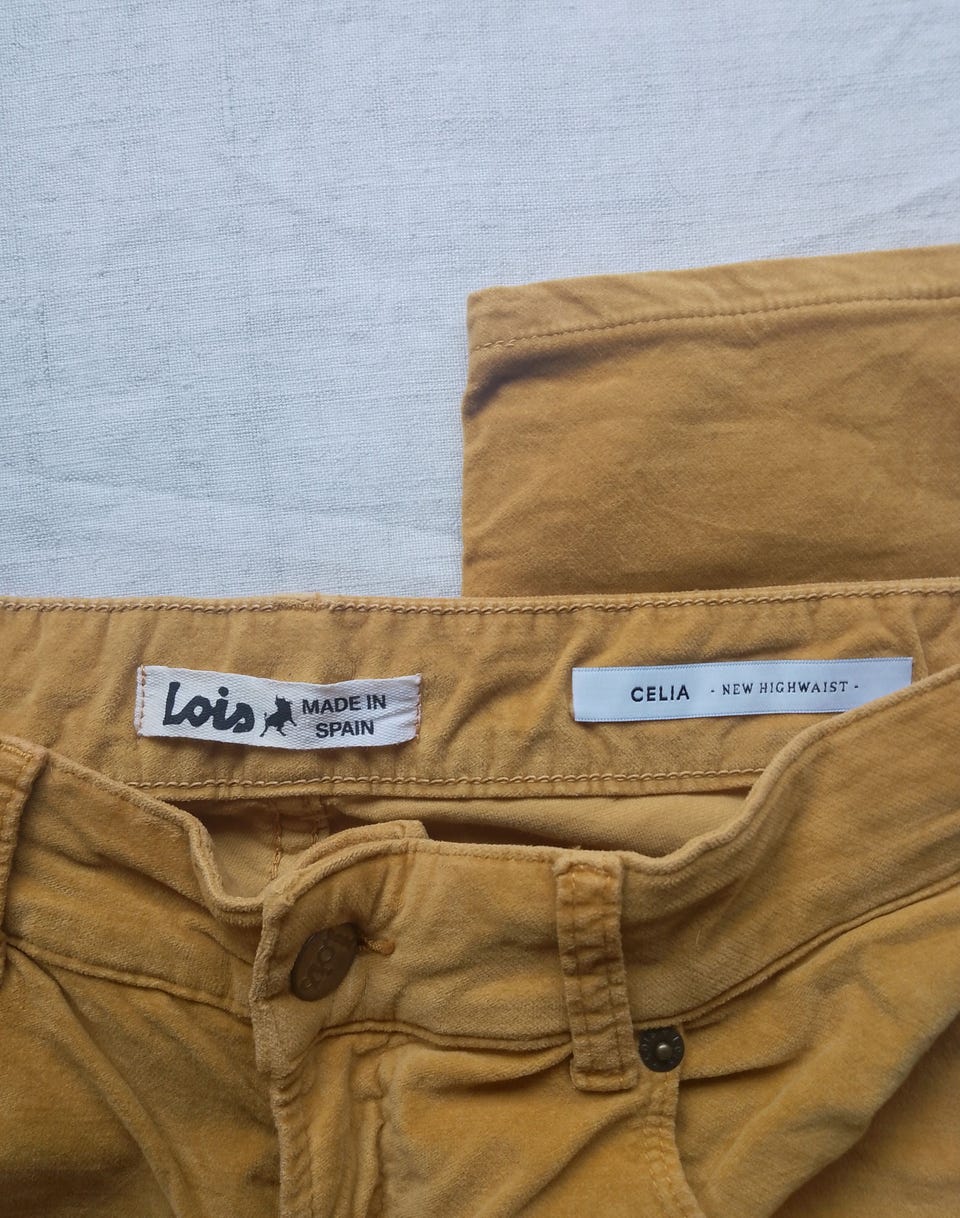 Lois MADE IN
SPAIN
CELIA - NEW HIGHWAIST -